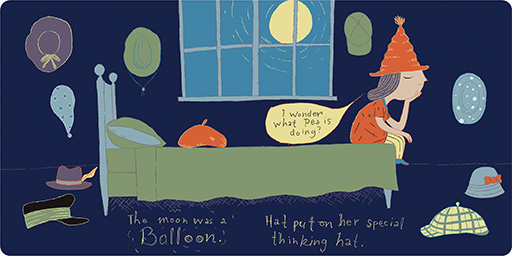 I wonder
what Pea is
doing?
The moon was a
Balloon.
Hat put on her special
thinking hat.